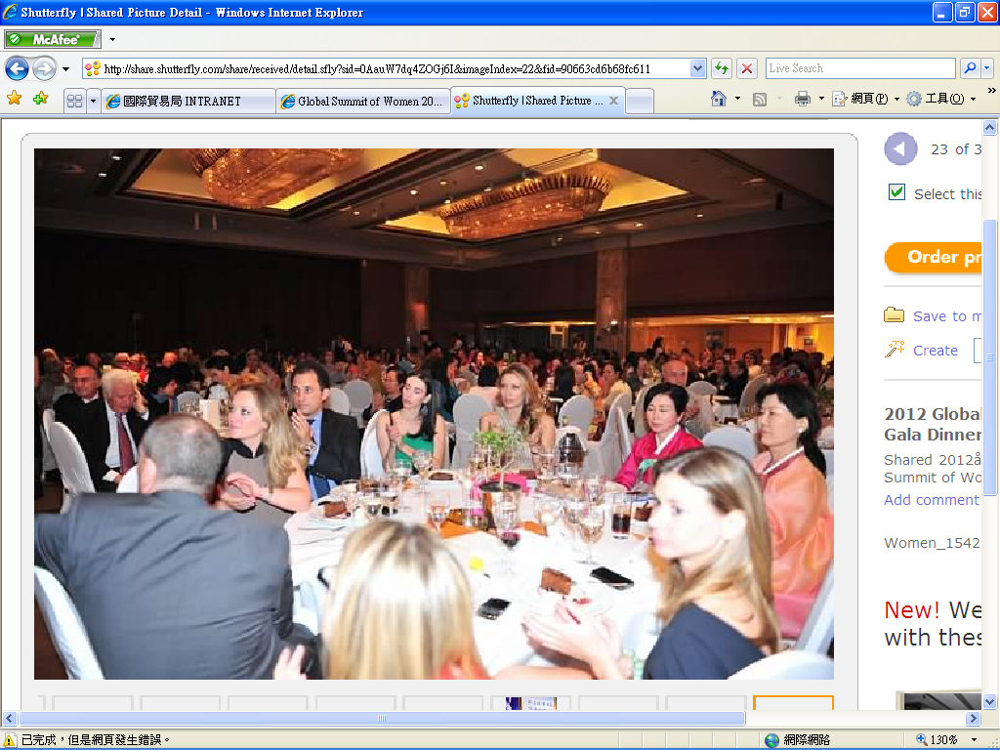 Shutterfly | Shared Picture Detail - Windows Internet Explorer
McAfee
http://share.shutterfly.com/share/received/detail.sfly?sid=0AauW7dq4ZOGj6I&imageIndex=22&fid=90663cd6b68fc611
Live Search
國際貿易局 INTRANET
Global Summit of Women 20...
Shutterfly | Shared Picture ...
網頁(P)
工具(O)
23 of 3
Select this
Order pr
Save to m
Create
2012 Global
Gala Dinner
Shared 2012å
Summit of Wo
Add comment
Women_1542
New! We
with thes
已完成，但是網頁發生錯誤。
網際網路
130%